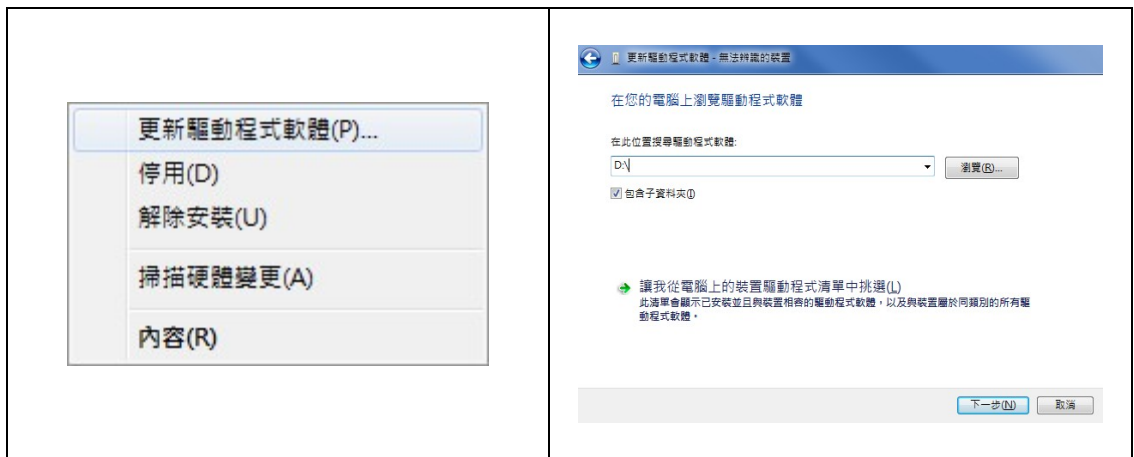 更新驅動程式軟體(P)...
停用(D)
解除安裝(U)
掃描硬體變更(A)
內容(R)
更新驅動程式軟體 - 無法辨識的裝置
在您的電腦上瀏覽驅動程式軟體
在此位置搜尋驅動程式軟體:
D:\
瀏覽(R)...
包含子資料夾(I)
讓我從電腦上的裝置驅動程式清單中挑選(L)
此清單會顯示已安裝並且與裝置相容的驅動程式軟體，以及與裝置屬於同類別的所有驅
動程式軟體。
下一步(N)
取消